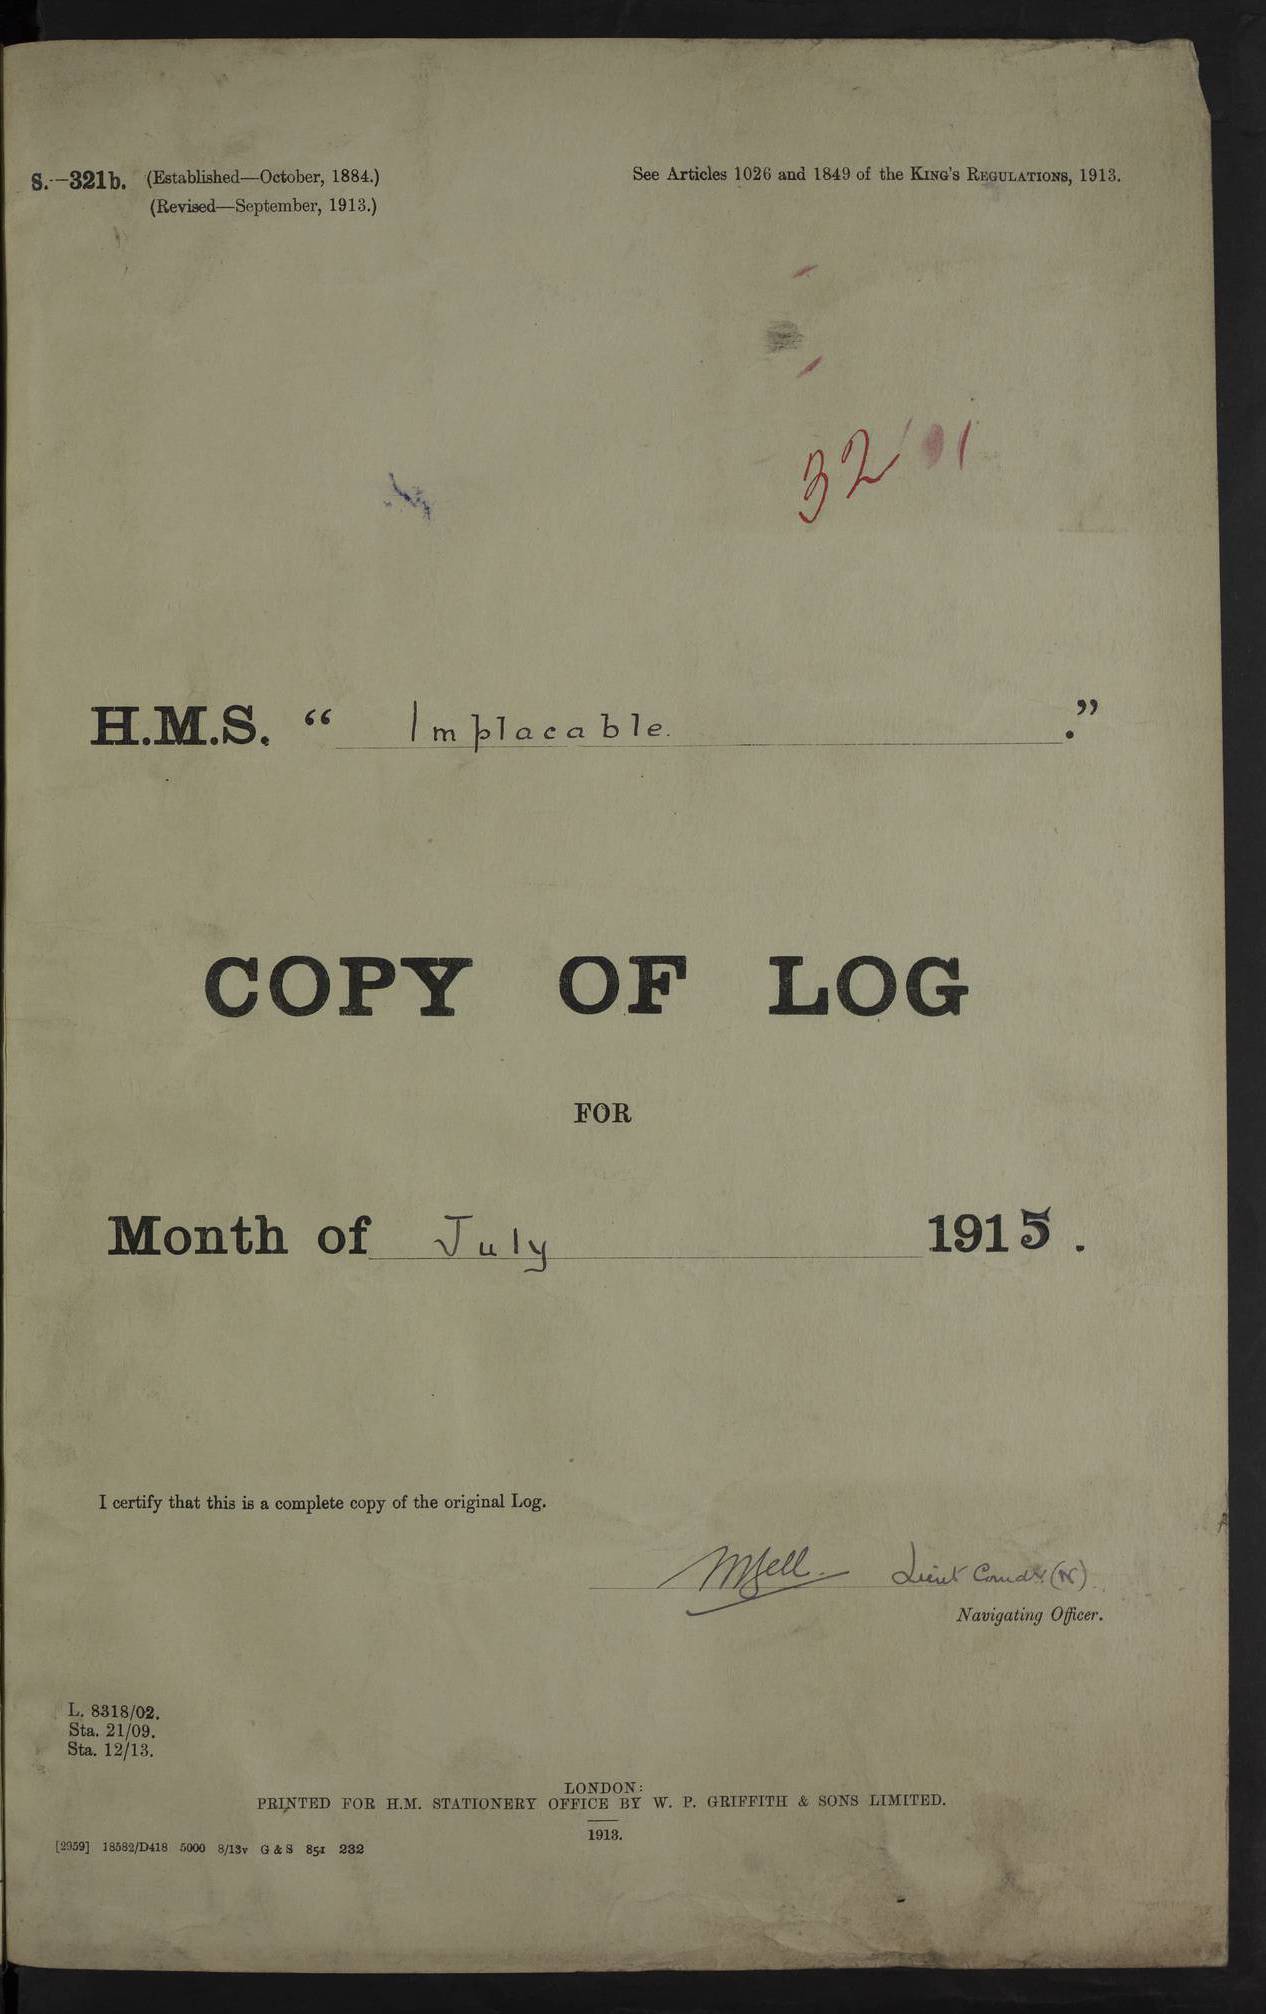 S.—321b. (Established—October, 1884.)
(Revised—September, 1913.)
See Articles 1026 and 1849 of the KING'S REGULATIONS, 1913.
32
H.M.S. “ Implacable. .”
COPY OF LOG
FOR
Month of July 1915.
I certify that this is a complete copy of the original Log.
Lieut Comdr. (N)
Navigating Officer.
L. 8318/02.
Sta. 21/09.
Sta. 12/13.
LONDON:
PRINTED FOR H.M. STATIONERY OFFICE BY W. P. GRIFFITH & SONS LIMITED.
1913.
[2959] 18582/D418 5000 8/13v G & S 851 232